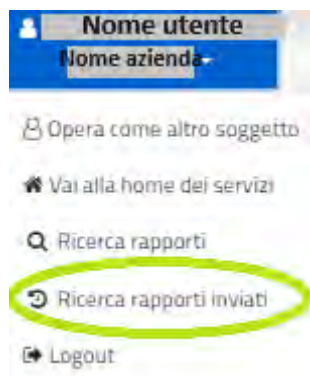 Nome utente
Nome azienda
Opera come altro soggetto
Vai alla home dei servizi
Ricerca rapporti
Ricerca rapporti inviati
Logout